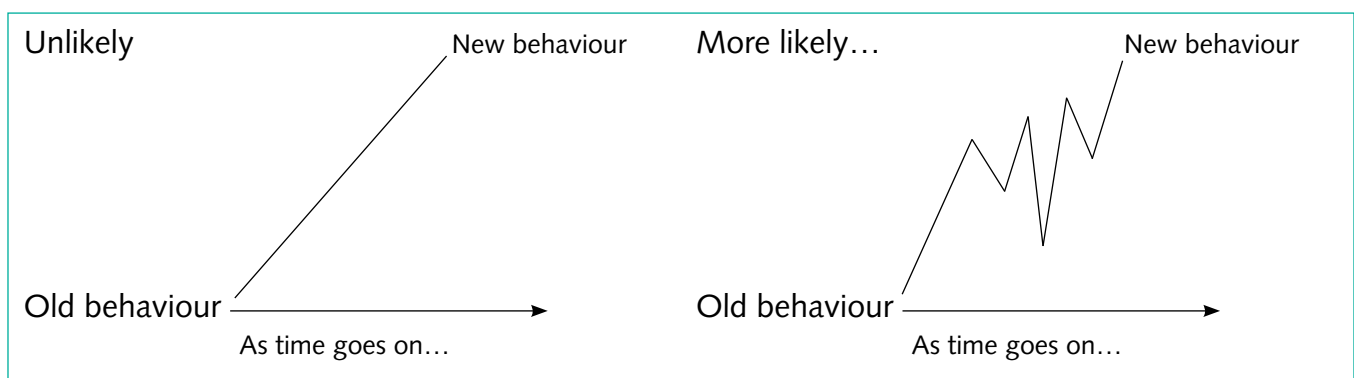 Unlikely
New behaviour
Old behaviour
As time goes on…
More likely…
New behaviour
Old behaviour
As time goes on…